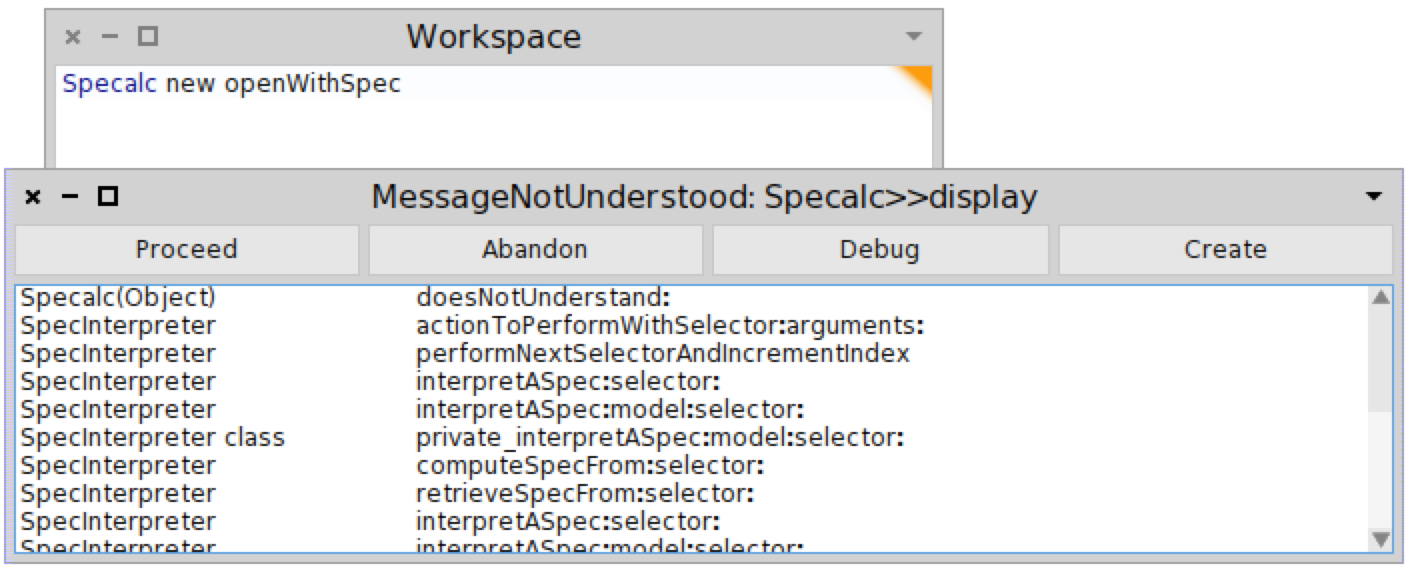 Workspace
Specalc new openWithSpec
MessageNotUnderstood: Specalc>>display
Proceed Abandon Debug Create
Specalc(Object) doesNotUnderstand:
SpecInterpreter actionToPerformWithSelector:arguments:
SpecInterpreter performNextSelectorAndIncrementIndex
SpecInterpreter interpretASpec:selector:
SpecInterpreter interpretASpec:model:selector:
SpecInterpreter class private_interpretASpec:model:selector:
SpecInterpreter computeSpecFrom:selector:
SpecInterpreter retrieveSpecFrom:selector:
SpecInterpreter interpretASpec:selector:
SpecInterpreter interpretASpec:model:selector: